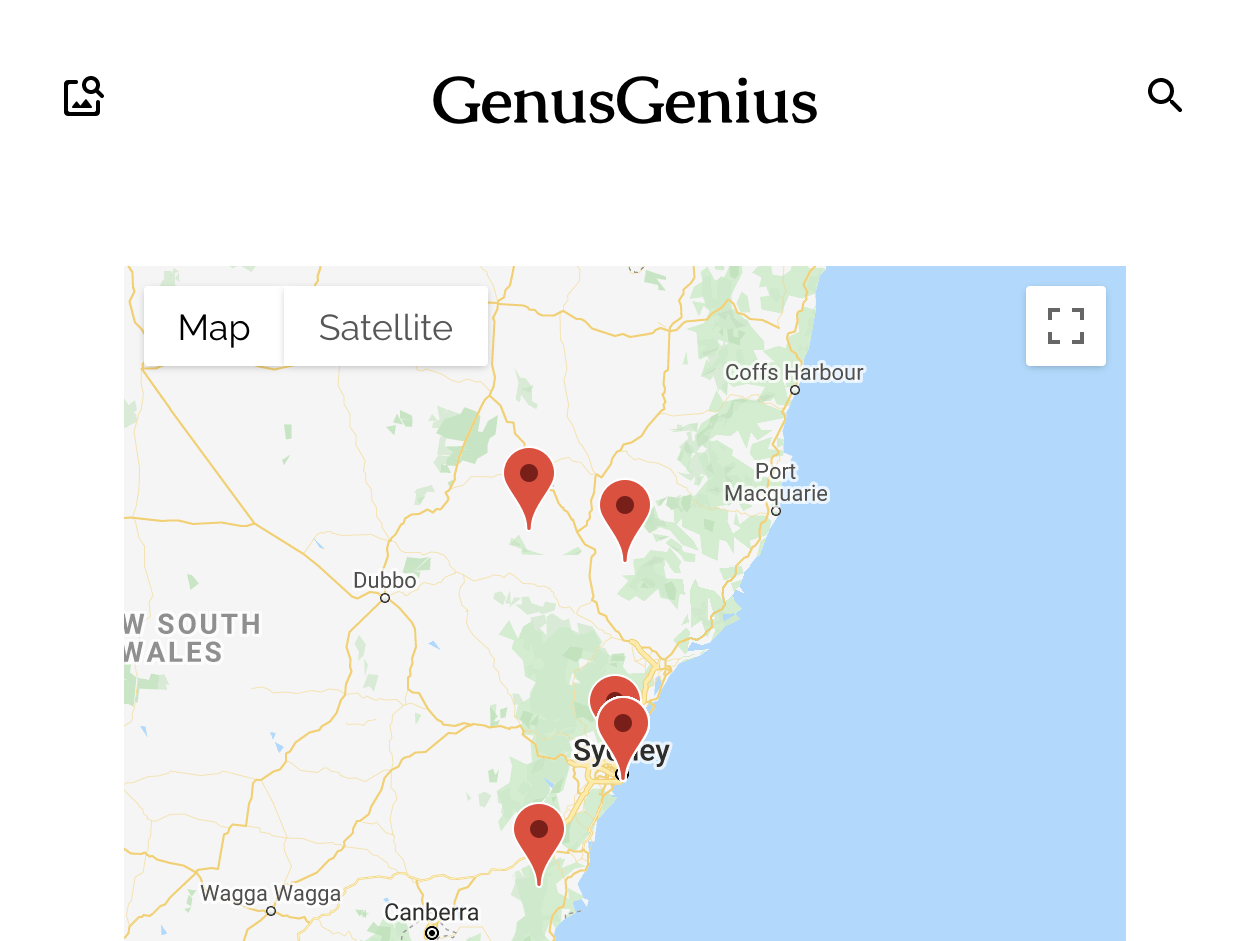 GenusGenius
Map
Satellite
Coffs Harbour
Port
Macquarie
Dubbo
W SOUTH
WALES
Sydney
Wagga Wagga
Canberra